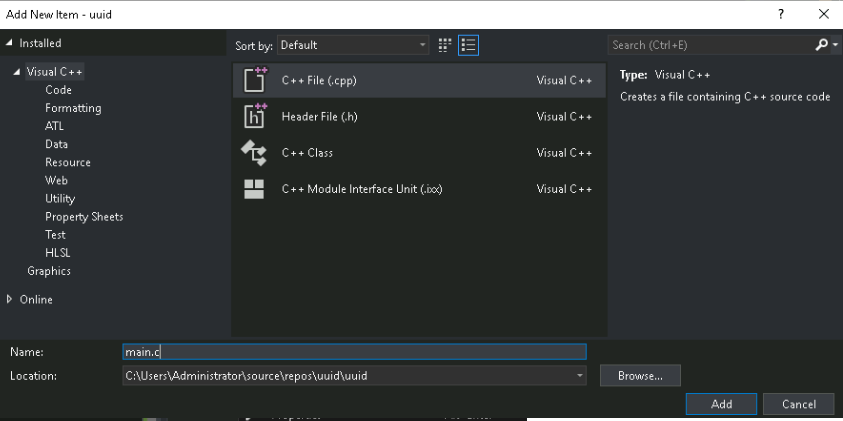 Add New Item - uuid ?
Installed
Sort by: Default
Search (Ctrl+E)
Visual C++
Code
Formatting
ATL
Data
Resource
Web
Utility
Property Sheets
Test
HLSL
Graphics
Online
C++ File (.cpp) Visual C++
Header File (.h) Visual C++
C++ Class Visual C++
C++ Module Interface Unit (.ixx) Visual C++
Type: Visual C++
Creates a file containing C++ source code
Name: main.c
Location: C:\Users\Administrator\source\repos\uuid\uuid Browse...
Add Cancel